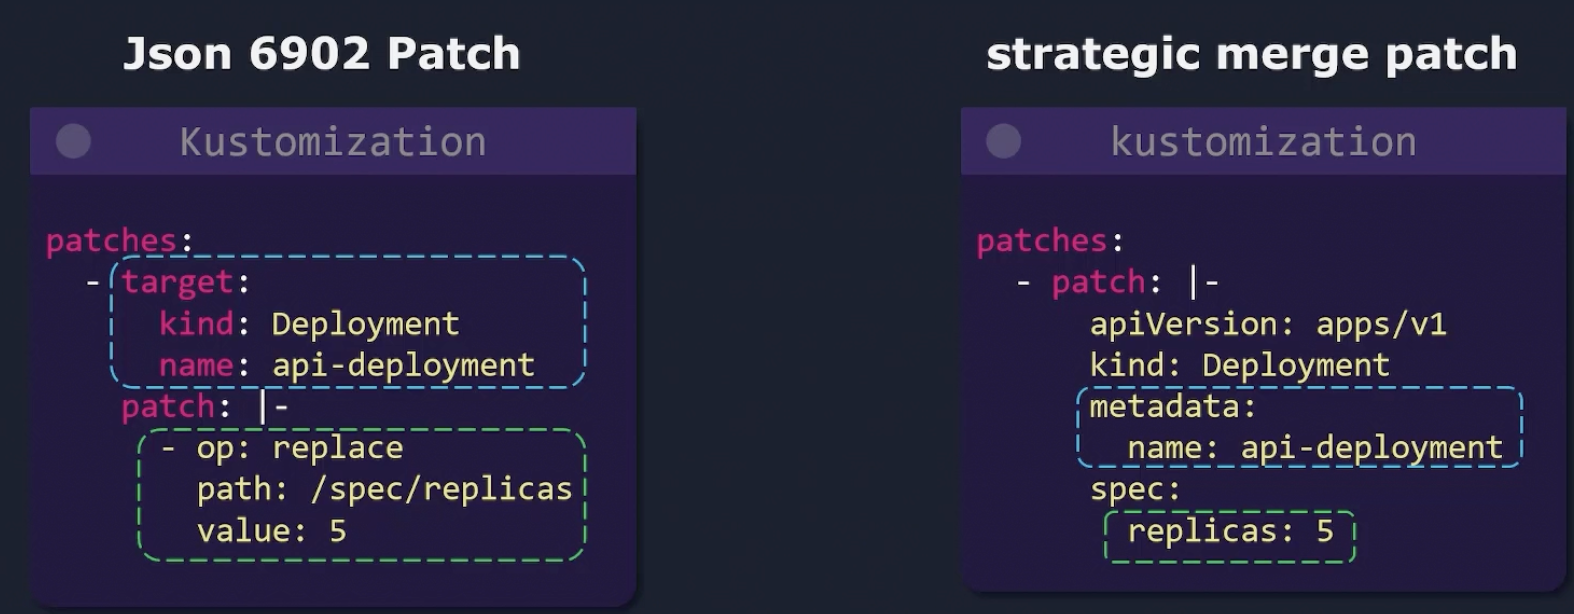 Json 6902 Patch
Kustomization
patches:
  - target:
      kind: Deployment
      name: api-deployment
    patch: |-
      - op: replace
        path: /spec/replicas
        value: 5
strategic merge patch
kustomization
patches:
  - patch: |-
      apiVersion: apps/v1
      kind: Deployment
      metadata:
        name: api-deployment
      spec:
        replicas: 5